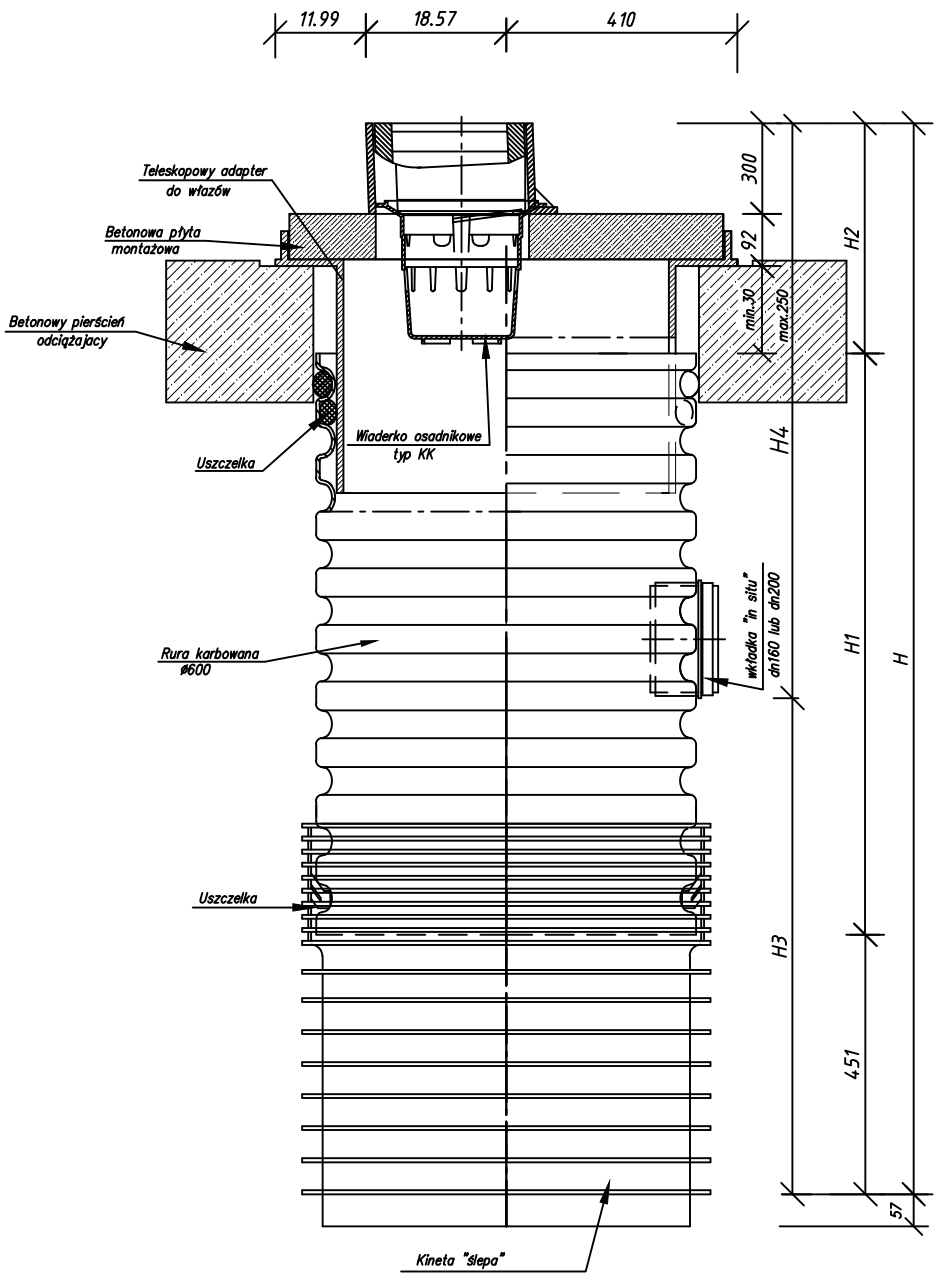 11.99
18.57
410
Teleskopowy adapter
do włazów
Betonowa płyta
montażowa
Betonowy pierścień
odciążajacy
Uszczelka
Wiaderko osadnikowe
typ KK
Rura karbowana
ø600
Uszczelka
Kineta "ślepa"
wkładka "in situ"
dn160 lub dn200
300
92
min.30
max.250
H4
H3
H2
H1
451
H
57